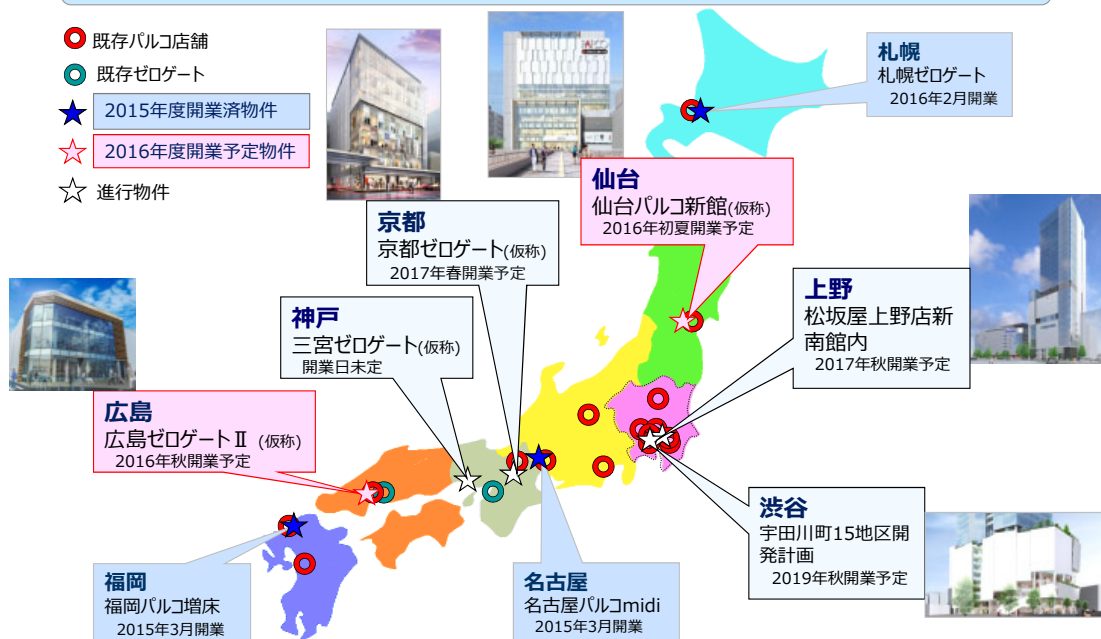 既存パルコ店舗
既存ゼロゲート
2015年度開業済物件
2016年度開業予定物件
進行物件
札幌
札幌ゼロゲート
2016年2月開業
仙台
仙台パルコ新館(仮称)
2016年初夏開業予定
京都
京都ゼロゲート(仮称)
2017年春開業予定
上野
松坂屋上野店新
南館内
2017年秋開業予定
神戸
三宮ゼロゲート(仮称)
開業日未定
広島
広島ゼロゲートⅡ (仮称)
2016年秋開業予定
渋谷
宇田川町15地区開
発計画
2019年秋開業予定
福岡
福岡パルコ増床
2015年3月開業
名古屋
名古屋パルコmidi
2015年3月開業